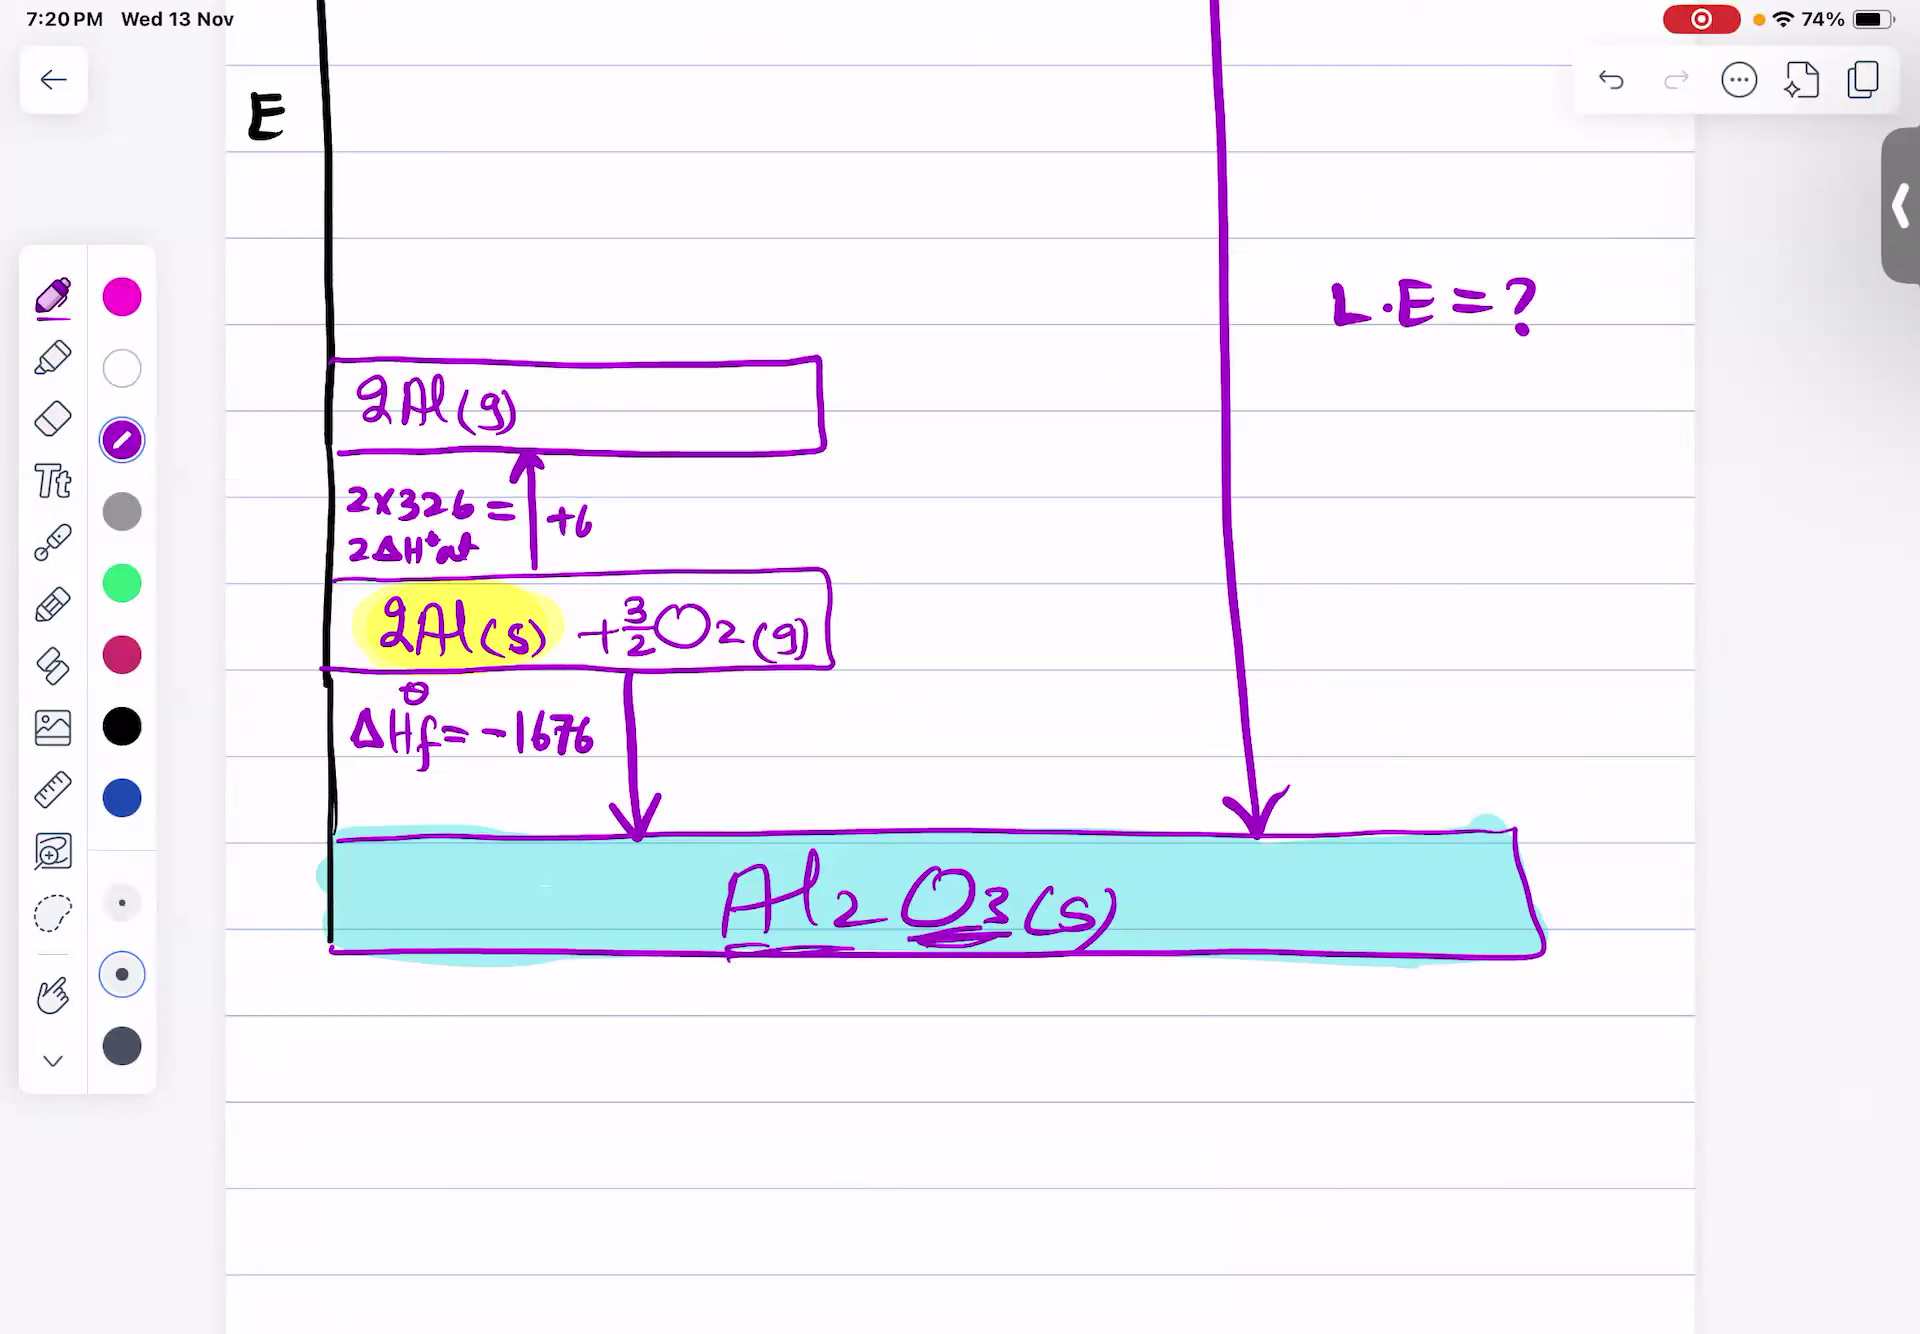 7:20 PM Wed 13 Nov
74%
E
L.E = ?
2Al(g)
2×326 = +6
2ΔH°at
2Al(s) + 3/2 O2(g)
ΔHf⦵ = -1676
Al2O3(s)
Tt